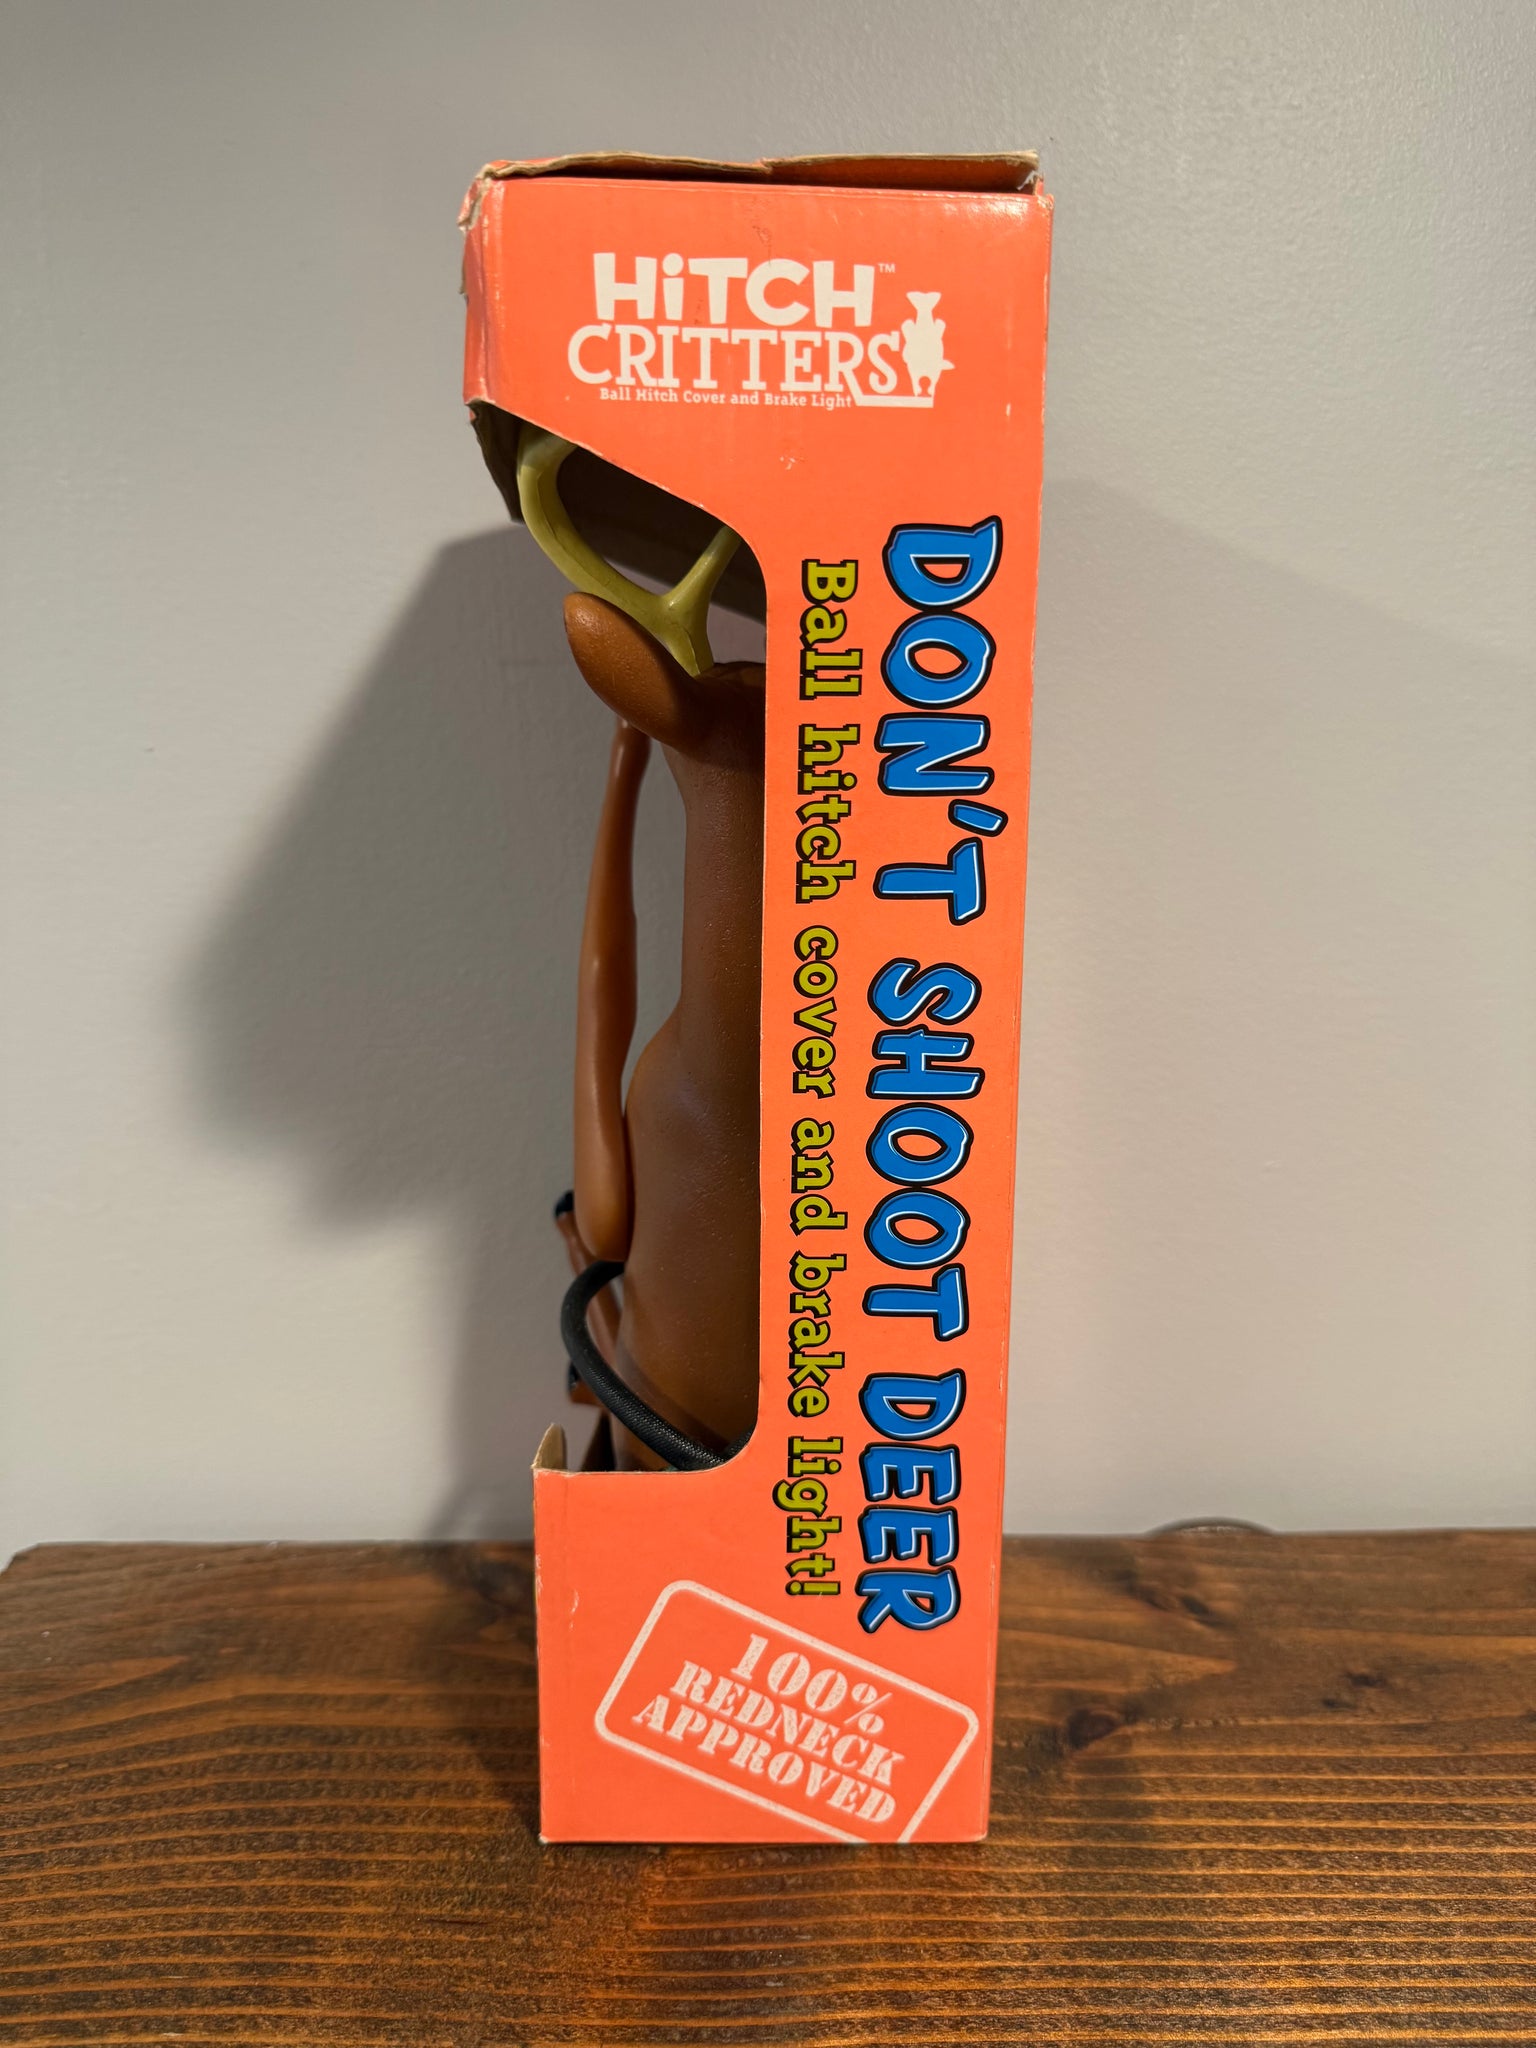 HiTCH™
CRITTERS
Ball Hitch Cover and Brake Light
DON'T SHOOT DEER
Ball hitch cover and brake light!
100%
REDNECK
APPROVED